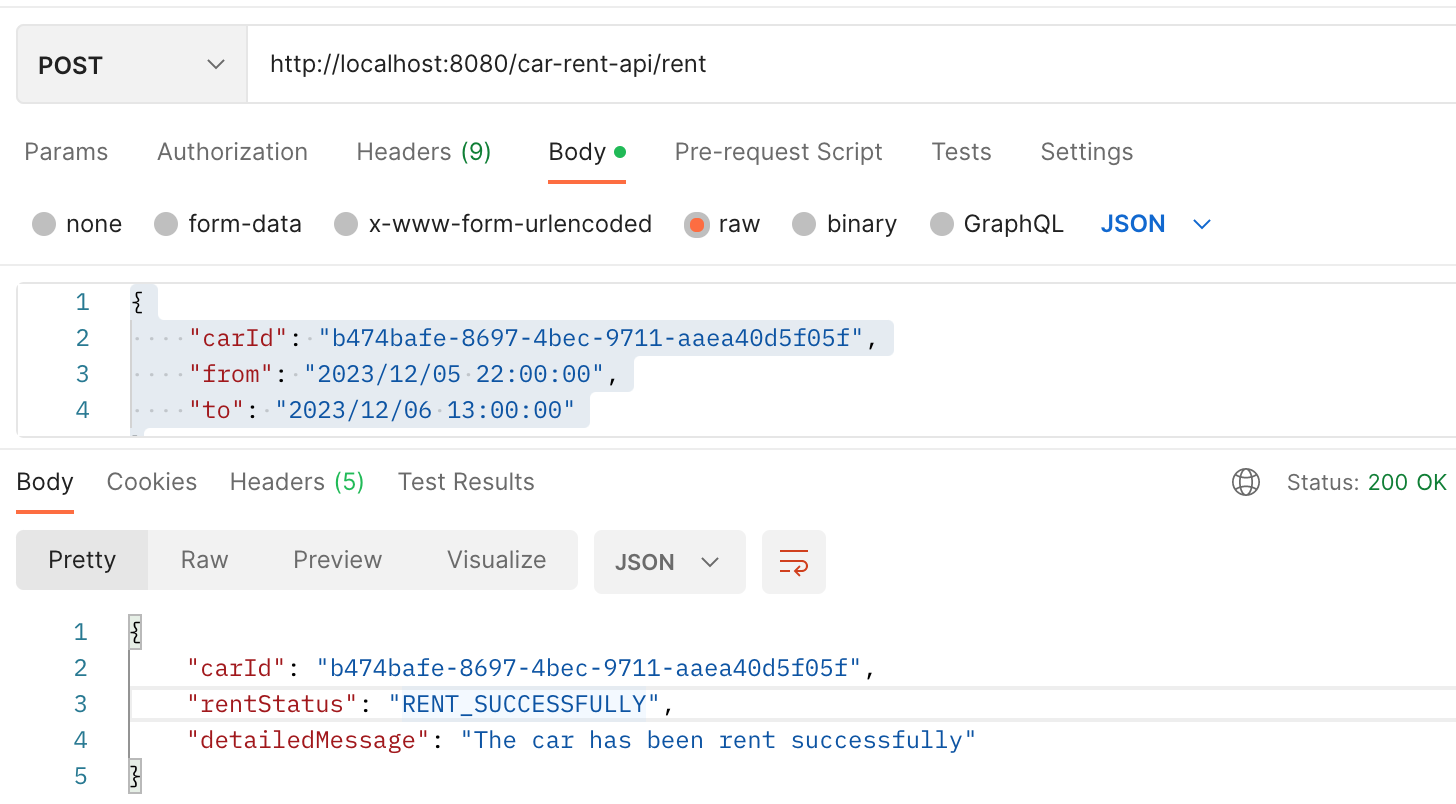 POST http://localhost:8080/car-rent-api/rent
Params Authorization Headers (9) Body Pre-request Script Tests Settings
none form-data x-www-form-urlencoded raw binary GraphQL JSON
1 {
2 "carId": "b474bafe-8697-4bec-9711-aaea40d5f05f",
3 "from": "2023/12/05 22:00:00",
4 "to": "2023/12/06 13:00:00"
Body Cookies Headers (5) Test Results Status: 200 OK
Pretty Raw Preview Visualize JSON
1 {
2 "carId": "b474bafe-8697-4bec-9711-aaea40d5f05f",
3 "rentStatus": "RENT_SUCCESSFULLY",
4 "detailedMessage": "The car has been rent successfully"
5 }